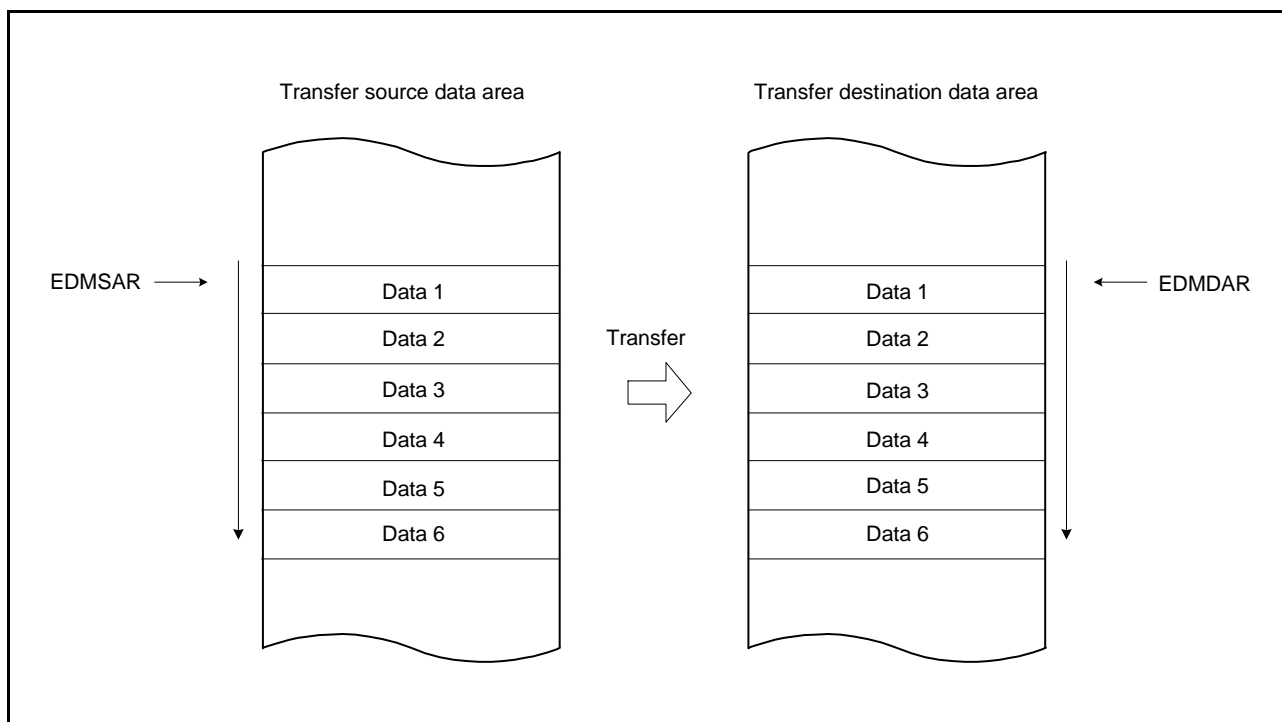 Transfer source data area
Transfer destination data area
EDMSAR
Data 1
Data 2
Data 3
Data 4
Data 5
Data 6
Transfer
Data 1
Data 2
Data 3
Data 4
Data 5
Data 6
EDMDAR